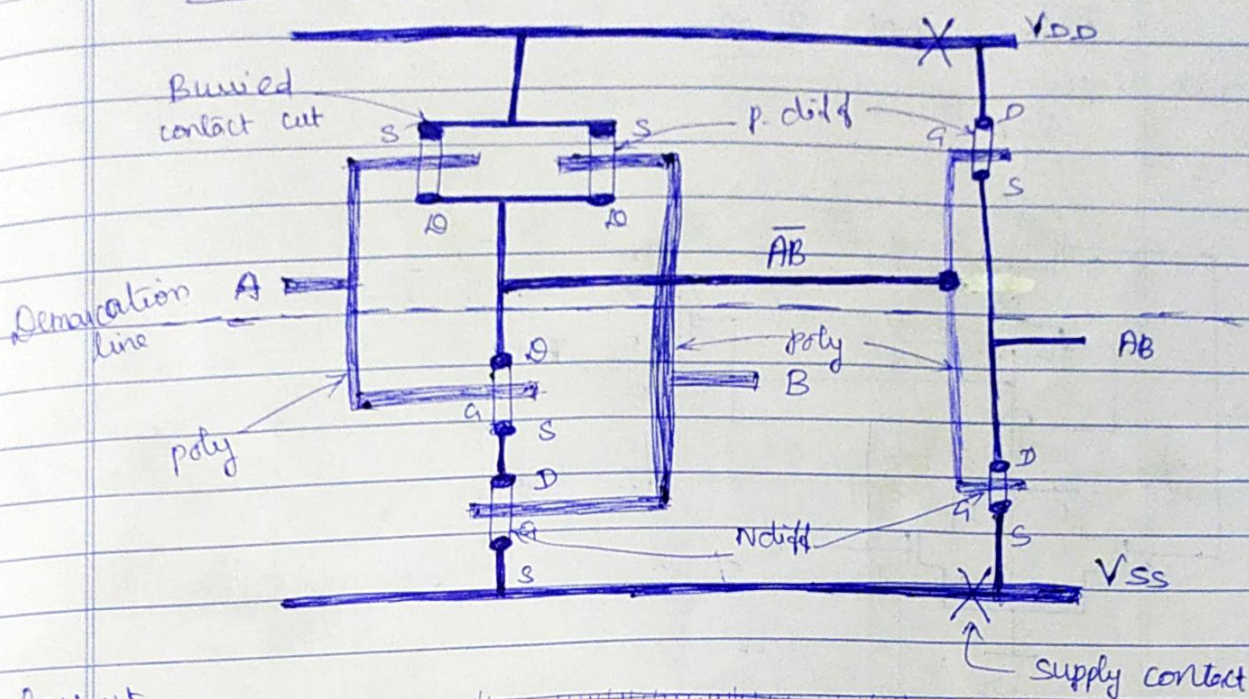 VDD
Buried
contact cut
S
S
p-diff
D
G
S
D
D
AB
A
Demarcation
line
D
poly
AB
B
G
S
poly
D
D
G
G
Ndiff
S
S
VSS
supply contact